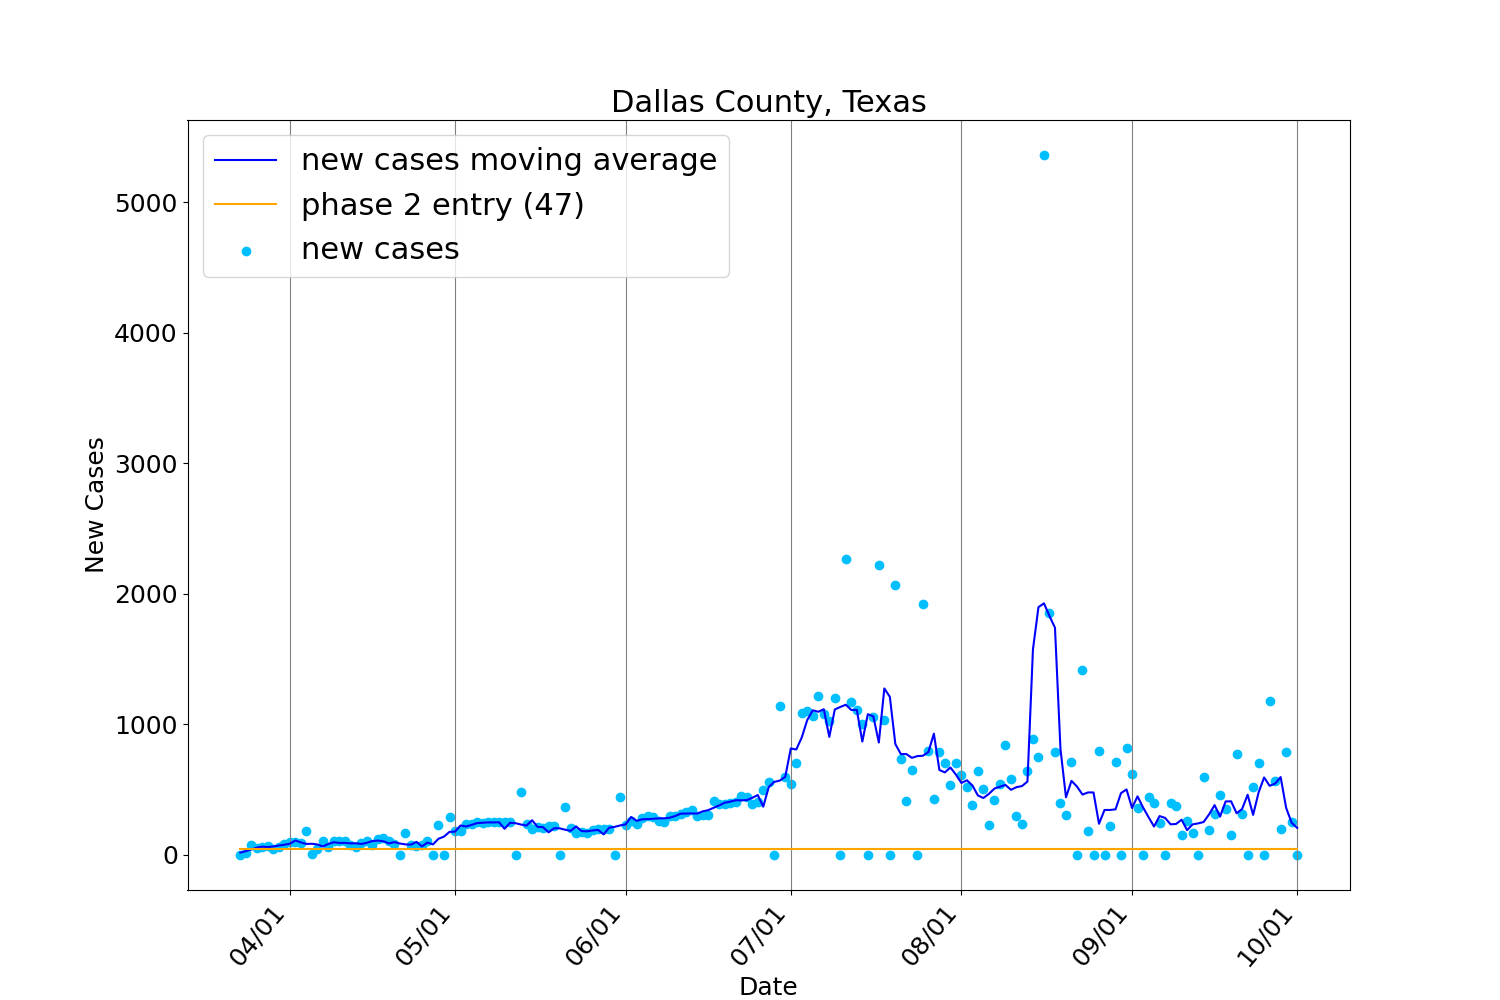 Dallas County, Texas
new cases moving average
phase 2 entry (47)
new cases
5000
4000
3000
2000
1000
0
New Cases
04/01
05/01
06/01
07/01
08/01
09/01
10/01
Date